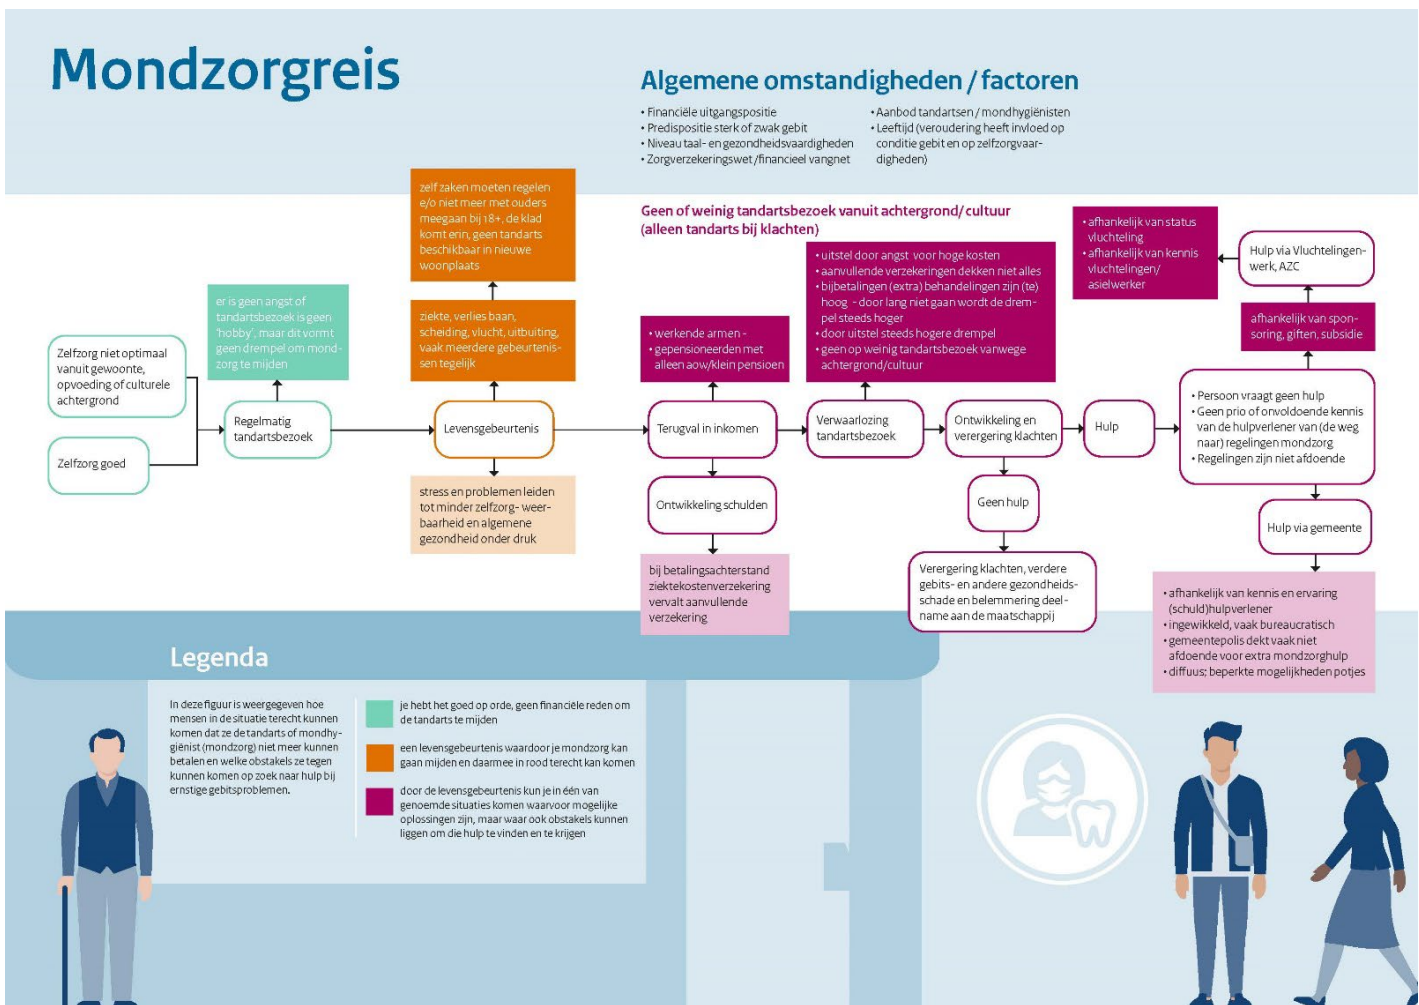 Mondzorgreis
Algemene omstandigheden / factoren
• Financiële uitgangspositie
• Predispositie sterk of zwak gebit
• Niveau taal- en gezondheidsvaardigheden
• Zorgverzekeringswet /financieel vangnet
• Aanbod tandartsen / mondhygiënisten
• Leeftijd (veroudering heeft invloed op
conditie gebit en op zelfzorgvaar-
digheden)
Zelfzorg niet optimaal
vanuit gewoonte,
opvoeding of culturele
achtergrond
Zelfzorg goed
er is geen angst of
tandartsbezoek is geen
'hobby', maar dit vormt
geen drempel om mond-
zorg te mijden
Regelmatig
tandartsbezoek
zelf zaken moeten regelen
e/o niet meer met ouders
meegaan bij 18+, de klad
komt erin, geen tandarts
beschikbaar in nieuwe
woonplaats
ziekte, verlies baan,
scheiding, vlucht, uitbuiting,
vaak meerdere gebeurtenis-
sen tegelijk
Levensgebeurtenis
stress en problemen leiden
tot minder zelfzorg- weer-
baarheid en algemene
gezondheid onder druk
Geen of weinig tandartsbezoek vanuit achtergrond/ cultuur
(alleen tandarts bij klachten)
• werkende armen -
• gepensioneerden met
alleen aow/klein pensioen
Terugval in inkomen
Ontwikkeling schulden
bij betalingsachterstand
ziektekostenverzekering
vervalt aanvullende
verzekering
• uitstel door angst voor hoge kosten
• aanvullende verzekeringen dekken niet alles
• bijbetalingen (extra) behandelingen zijn (te)
hoog - door lang niet gaan wordt de drem-
pel steeds hoger
• door uitstel steeds hogere drempel
• geen op weinig tandartsbezoek vanwege
achtergrond/cultuur
Verwaarlozing
tandartsbezoek
Ontwikkeling en
verergering klachten
Geen hulp
Verergering klachten, verdere
gebits- en andere gezondheids-
schade en belemmering deel-
name aan de maatschappij
Hulp
• afhankelijk van status
vluchteling
• afhankelijk van kennis
vluchtelingen/
asielwerker
Hulp via Vluchtelingen-
werk, AZC
afhankelijk van spon-
soring, giften, subsidie
• Persoon vraagt geen hulp
• Geen prio of onvoldoende kennis
van de hulpverlener van (de weg
naar) regelingen mondzorg
• Regelingen zijn niet afdoende
Hulp via gemeente
• afhankelijk van kennis en ervaring
(schuld)hulpverlener
• ingewikkeld, vaak bureaucratisch
• gemeentepolis dekt vaak niet
afdoende voor extra mondzorghulp
• diffuus; beperkte mogelijkheden potjes
Legenda
In deze figuur is weergegeven hoe
mensen in de situatie terecht kunnen
komen dat ze de tandarts of mondhy-
giënist (mondzorg) niet meer kunnen
betalen en welke obstakels ze tegen
kunnen komen op zoek naar hulp bij
ernstige gebitsproblemen.
je hebt het goed op orde, geen financiële reden om
de tandarts te mijden
een levensgebeurtenis waardoor je mondzorg kan
gaan mijden en daarmee in rood terecht kan komen
door de levensgebeurtenis kun je in één van
genoemde situaties komen waarvoor mogelijke
oplossingen zijn, maar waar ook obstakels kunnen
liggen om die hulp te vinden en te krijgen